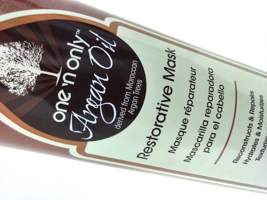 one 'n only™
Argan Oil
derived from Moroccan
Argan Trees
Restorative Mask
Masque réparateur
Mascarilla reparadora
para el cabello
Reconstructs & Repairs
Hydrates & Moisturizes